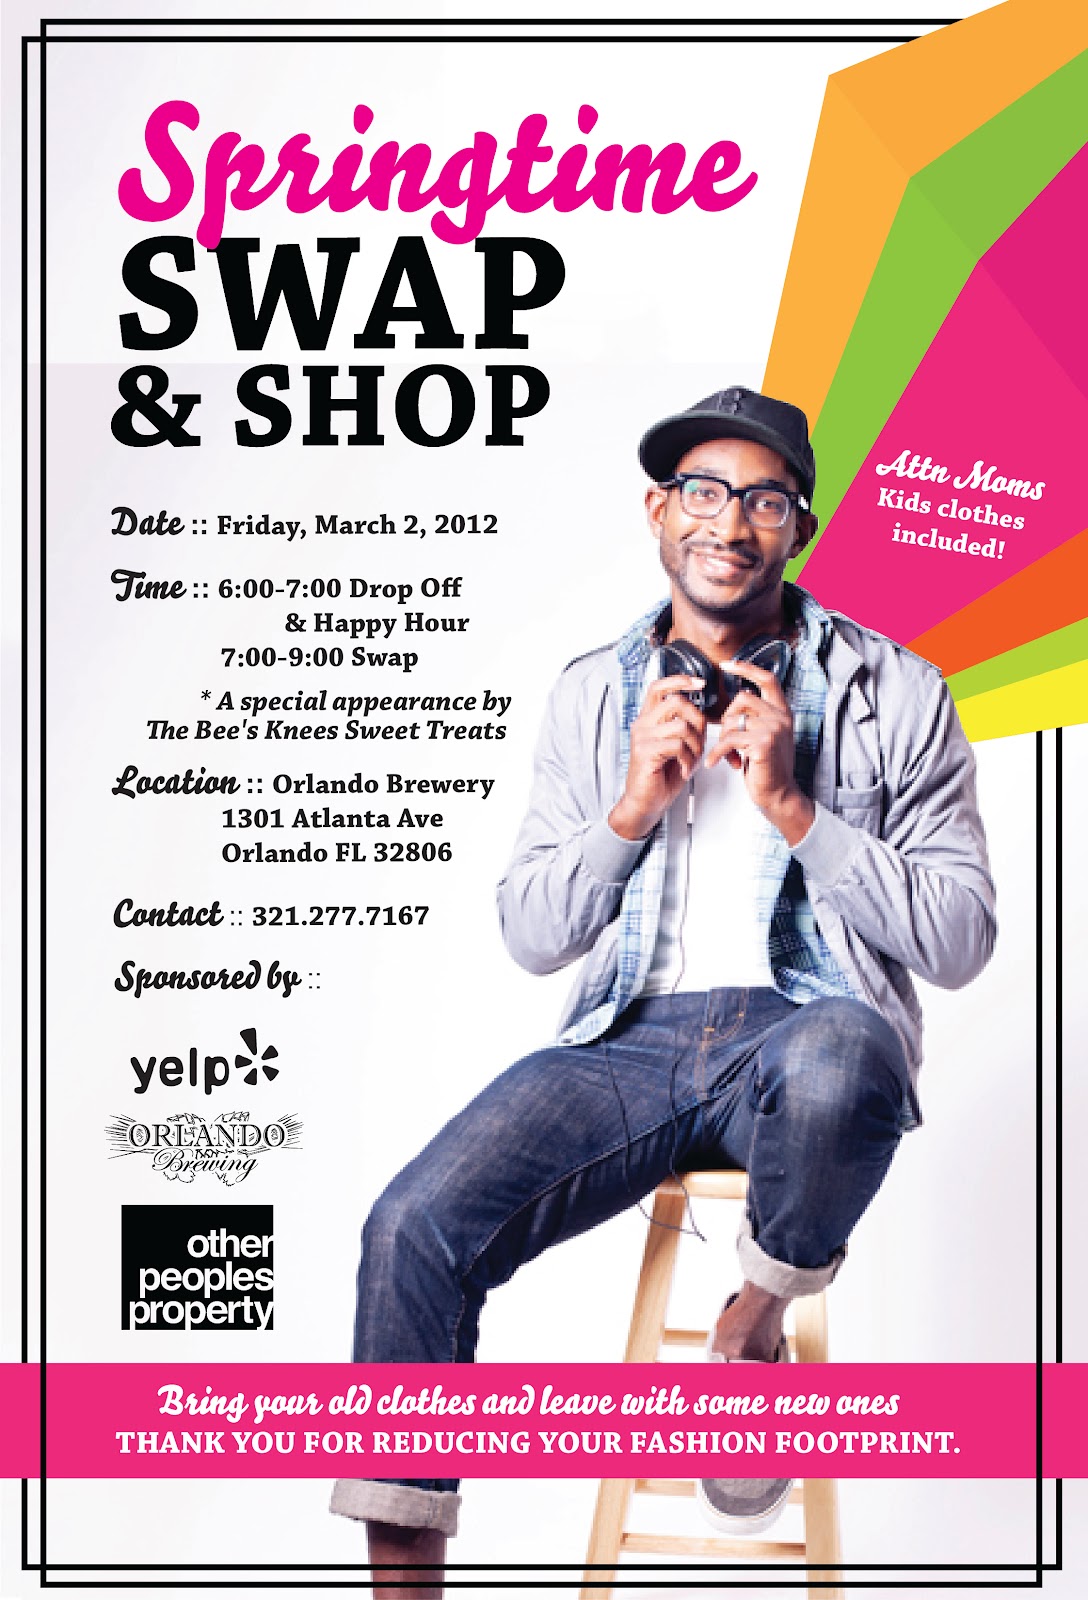 Springtime
SWAP
& SHOP
Attn Moms
Kids clothes
included!
Date :: Friday, March 2, 2012
Time :: 6:00-7:00 Drop Off
& Happy Hour
7:00-9:00 Swap
* A special appearance by
The Bee's Knees Sweet Treats
Location :: Orlando Brewery
1301 Atlanta Ave
Orlando FL 32806
Contact :: 321.277.7167
Sponsored by ::
yelp
ORLANDO
Brewing
other
peoples
property
Bring your old clothes and leave with some new ones
THANK YOU FOR REDUCING YOUR FASHION FOOTPRINT.